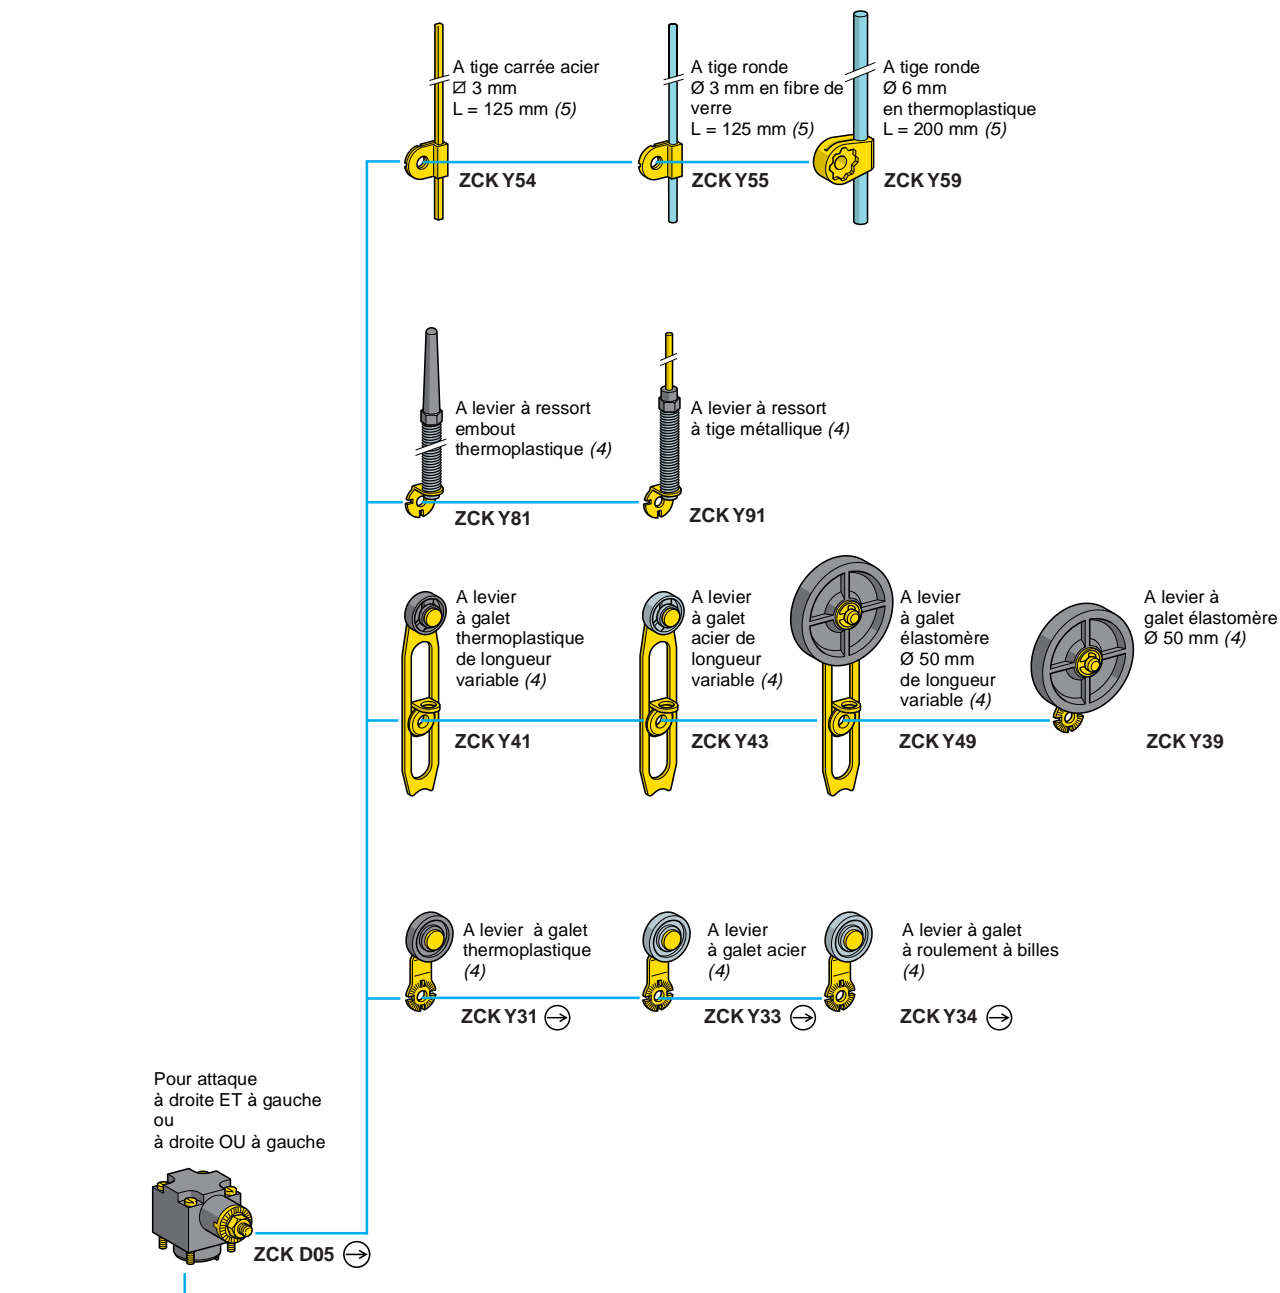 A tige carrée acier
⍁ 3 mm
L = 125 mm (5)
ZCK Y54
A tige ronde
Ø 3 mm en fibre de
verre
L = 125 mm (5)
ZCK Y55
A tige ronde
Ø 6 mm
en thermoplastique
L = 200 mm (5)
ZCK Y59
A levier à ressort
embout
thermoplastique (4)
ZCK Y81
A levier à ressort
à tige métallique (4)
ZCK Y91
A levier
à galet
thermoplastique
de longueur
variable (4)
ZCK Y41
A levier
à galet
acier de
longueur
variable (4)
ZCK Y43
A levier
à galet
élastomère
Ø 50 mm
de longueur
variable (4)
ZCK Y49
A levier à
galet élastomère
Ø 50 mm (4)
ZCK Y39
A levier à galet
thermoplastique
(4)
ZCK Y31
A levier
à galet acier
(4)
ZCK Y33
A levier à galet
à roulement à billes
(4)
ZCK Y34
Pour attaque
à droite ET à gauche
ou
à droite OU à gauche
ZCK D05